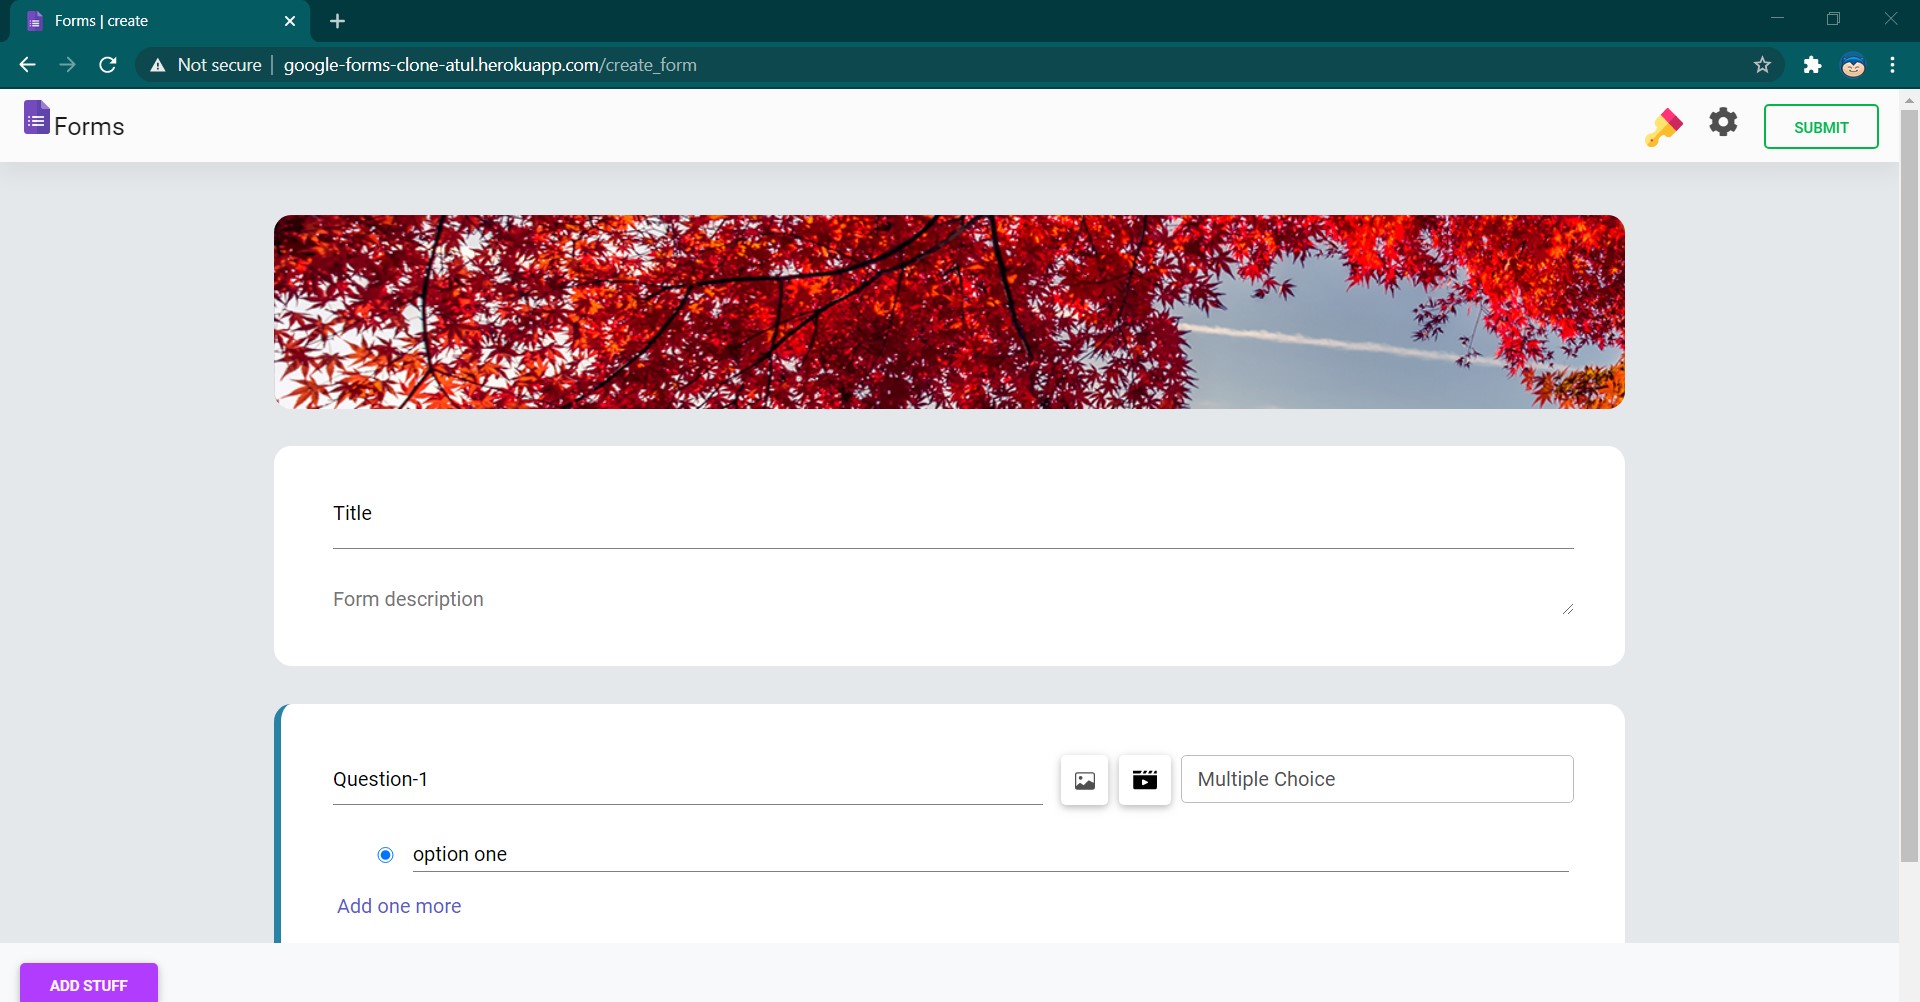 Forms | create
Not secure google-forms-clone-atul.herokuapp.com/create_form
Forms
SUBMIT
Title
Form description
Question-1
Multiple Choice
option one
Add one more
ADD STUFF